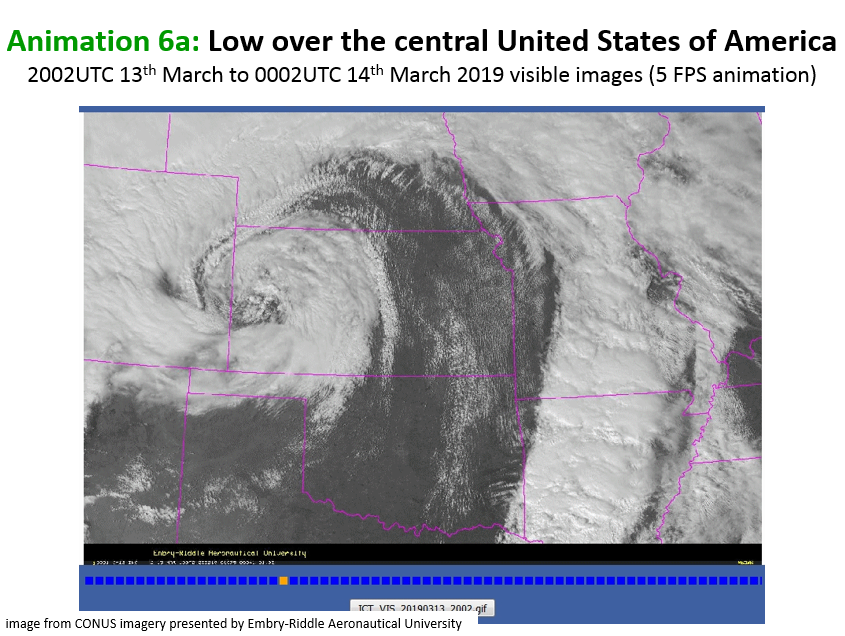 Animation 6a: Low over the central United States of America
2002UTC 13th March to 0002UTC 14th March 2019 visible images (5 FPS animation)
Embry-Riddle Aeronautical University
ICT_VIS_20190313_2002.gif
image from CONUS imagery presented by Embry-Riddle Aeronautical University